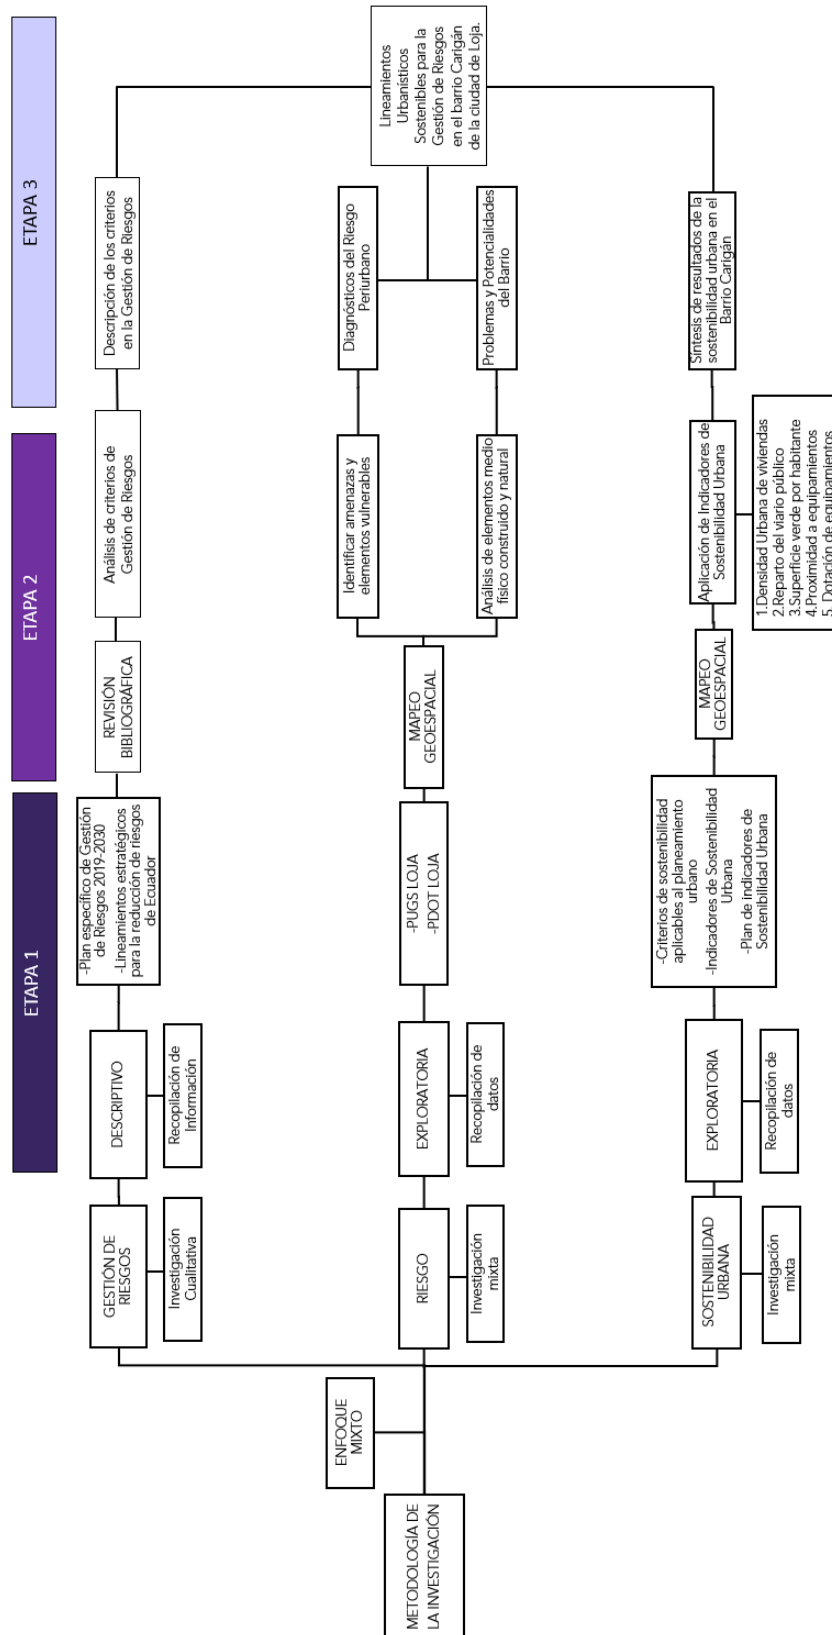 ETAPA 1
ETAPA 2
ETAPA 3
METODOLOGÍA DE
LA INVESTIGACIÓN
ENFOQUE
MIXTO
GESTIÓN DE
RIESGOS
Investigación
Cualitativa
DESCRIPTIVO
Recopilación de
Información
-Plan específico de Gestión
de Riesgos 2019-2030
-Lineamientos estratégicos
para la reducción de riesgos
de Ecuador
REVISIÓN
BIBLIOGRÁFICA
Análisis de criterios de
Gestión de Riesgos
Descripción de los criterios
en la Gestión de Riesgos
RIESGO
Investigación
mixta
EXPLORATORIA
Recopilación de
datos
-PUGS LOJA
-PDOT LOJA
MAPEO
GEOESPACIAL
Identificar amenazas y
elementos vulnerables
Análisis de elementos medio
físico construido y natural
Diagnósticos del Riesgo
Periurbano
Problemas y Potencialidades
del Barrio
Lineamientos
Urbanísticos
Sostenibles para la
Gestión de Riesgos
en el barrio Carigán
de la ciudad de Loja.
SOSTENIBILIDAD
URBANA
Investigación
mixta
EXPLORATORIA
Recopilación de
datos
-Criterios de sostenibilidad
aplicables al planeamiento
urbano
-Indicadores de Sostenibilidad
Urbana
-Plan de indicadores de
Sostenibilidad Urbana
MAPEO
GEOESPACIAL
Aplicación de Indicadores de
Sostenibilidad Urbana
1.Densidad Urbana de viviendas
2.Reparto del viario público
3.Superficie verde por habitante
4.Proximidad a equipamientos
5. Dotación de equipamientos
Síntesis de resultados de la
sostenibilidad urbana en el
Barrio Carigán